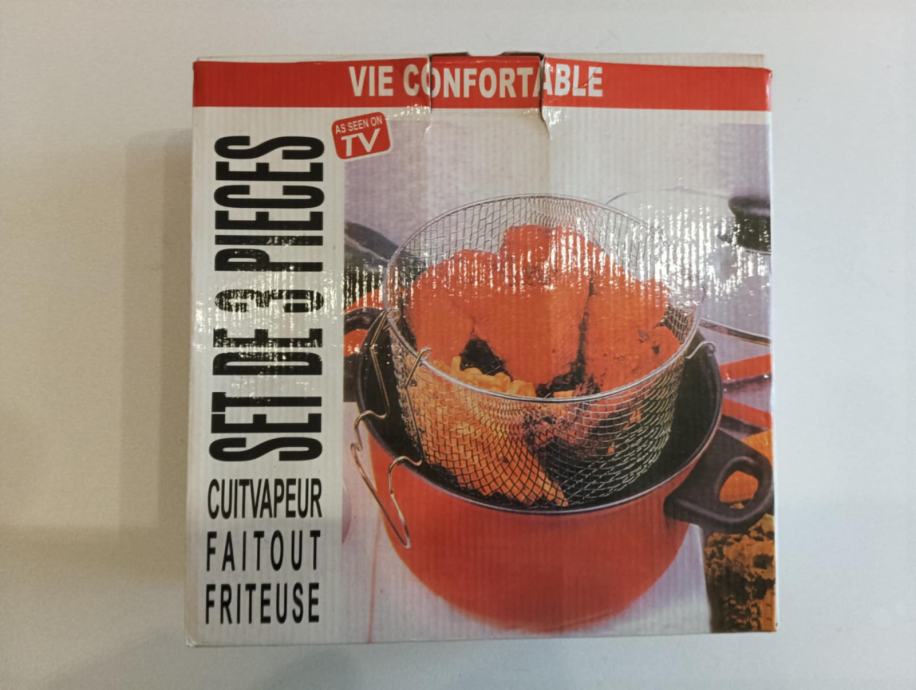 VIE CONFORTABLE
AS SEEN ON
TV
SET DE 3 PIECES
CUITVAPEUR
FAITOUT
FRITEUSE